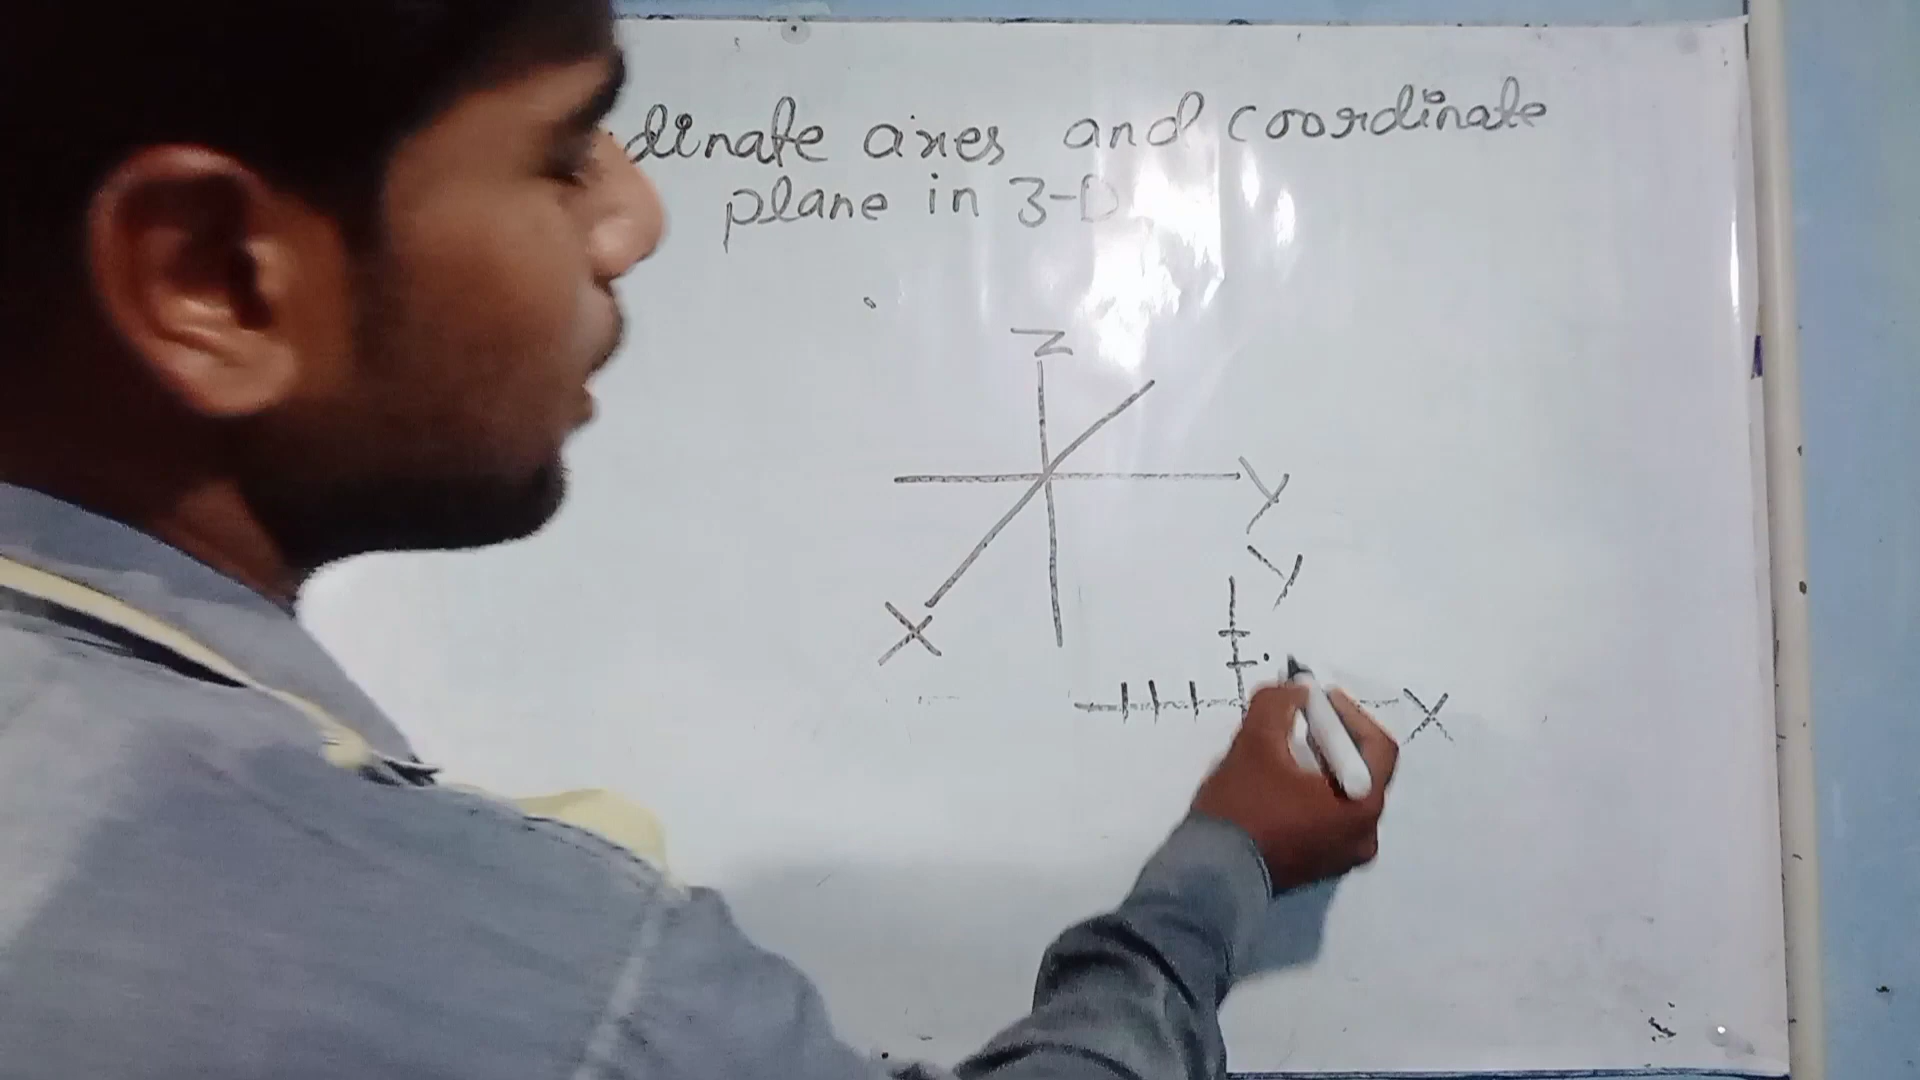 dinate axes and coordinate
plane in 3-D
Z
Y
Y
X
X